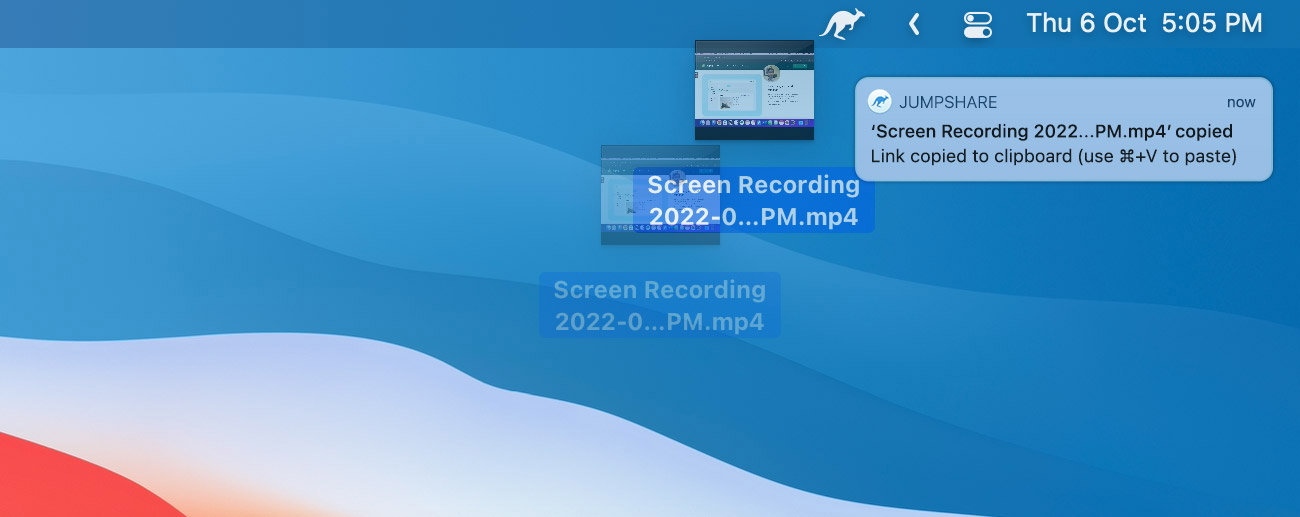 Thu 6 Oct 5:05 PM
JUMPSHARE now
‘Screen Recording 2022...PM.mp4’ copied
Link copied to clipboard (use ⌘+V to paste)
Screen Recording
2022-0...PM.mp4
Screen Recording
2022-0...PM.mp4